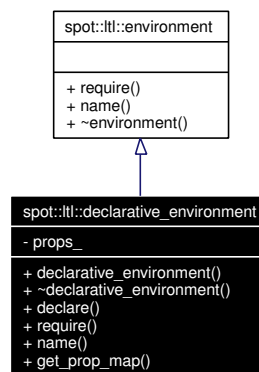 spot::ltl::environment
+ require()
+ name()
+ ~environment()
spot::ltl::declarative_environment
- props_
+ declarative_environment()
+ ~declarative_environment()
+ declare()
+ require()
+ name()
+ get_prop_map()